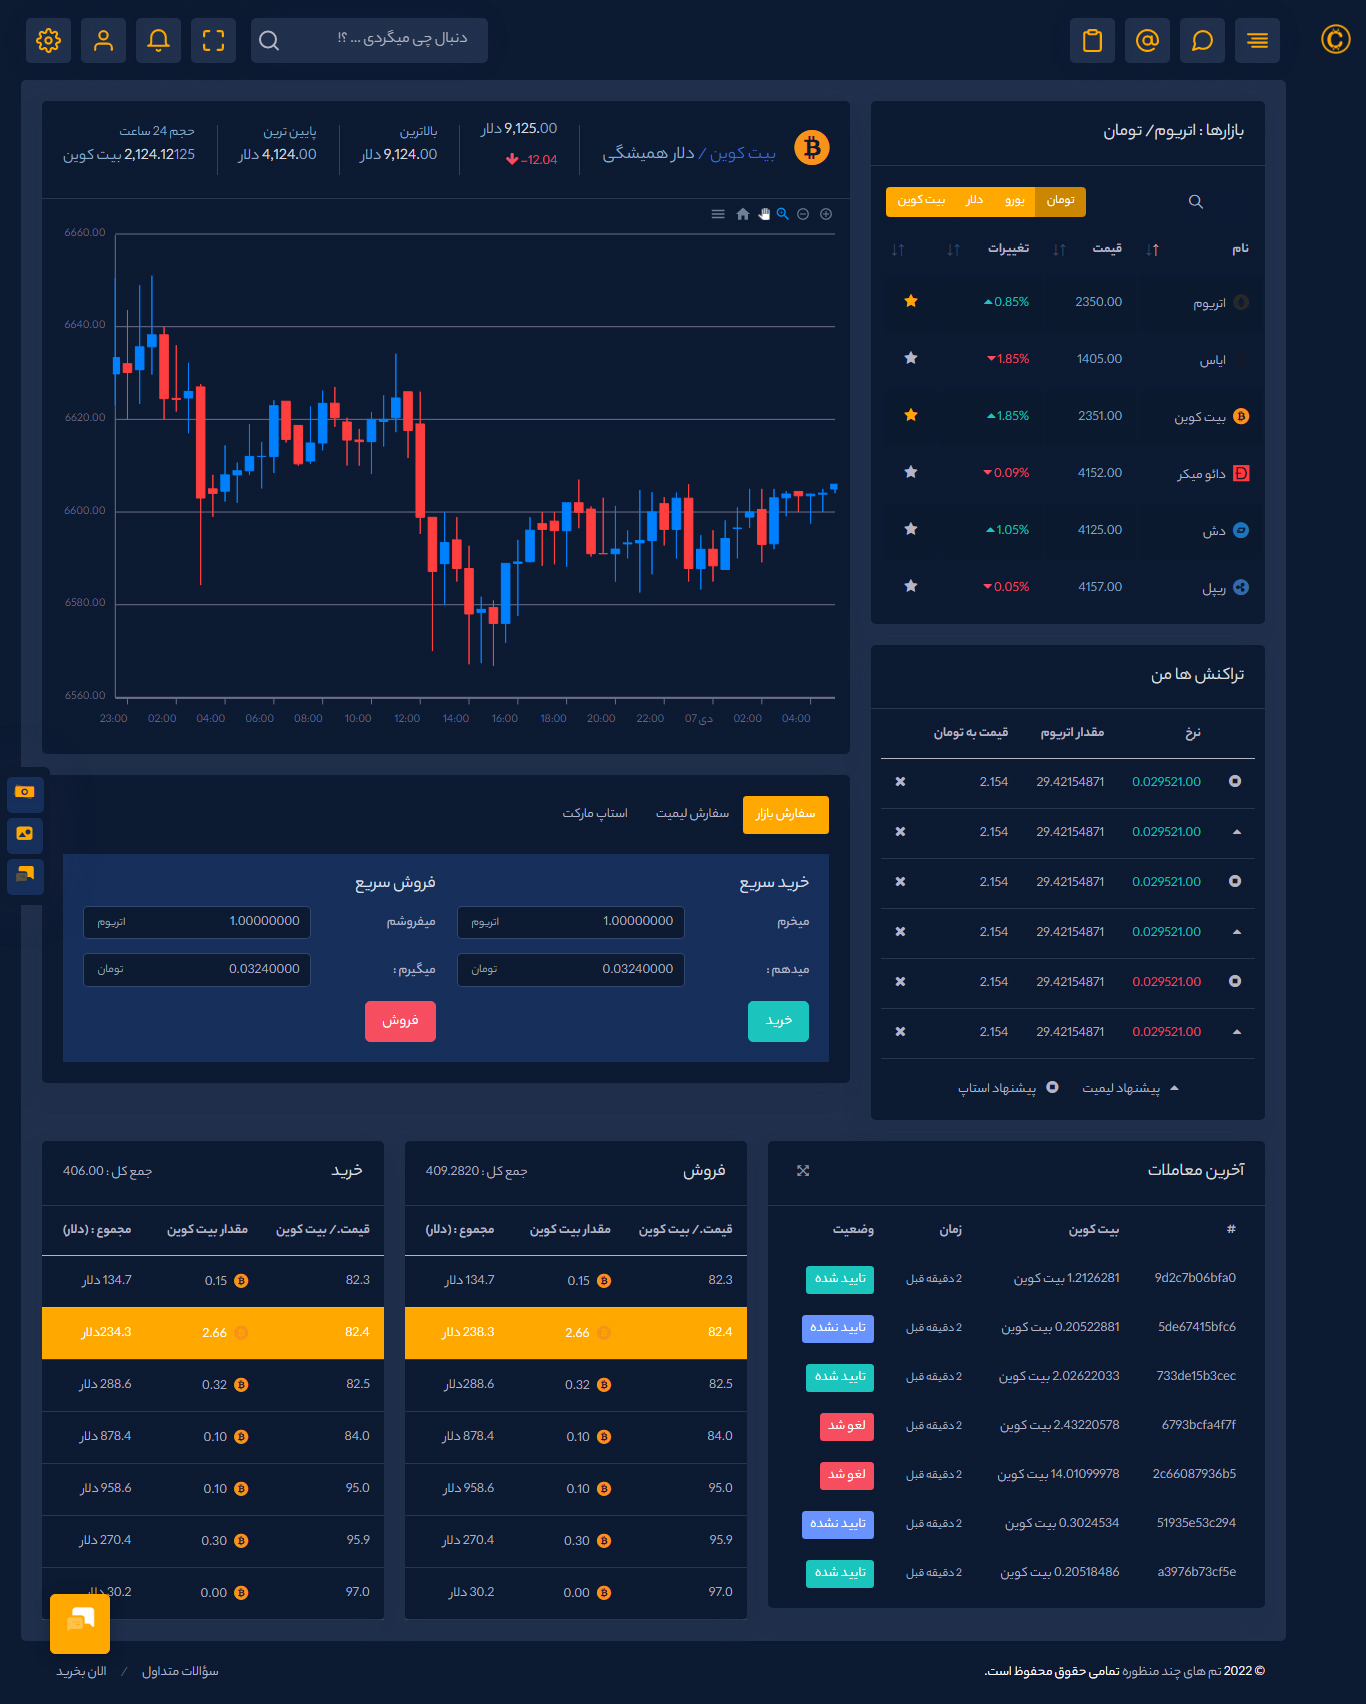 دنبال چی میگردی ... ؟!
بازارها : اتریوم/ تومان
تومان یورو دلار بیت کوین
نام قیمت تغییرات
اتریوم 2350.00 0.85%
ایاس 1405.00 1.85%
بیت کوین 2351.00 1.85%
دائو میکر 4152.00 0.09%
دش 4125.00 1.05%
ریپل 4157.00 0.05%
بیت کوین / دلار همیشگی
9,125.00 دلار
-12.04
بالاترین
9,124.00 دلار
پایین ترین
4,124.00 دلار
حجم 24 ساعت
2,124.12125 بیت کوین
6660.00
6640.00
6620.00
6600.00
6580.00
6560.00
23:00 02:00 04:00 06:00 08:00 10:00 12:00 14:00 16:00 18:00 20:00 22:00 07 دی 02:00 04:00
تراکنش ها من
نرخ مقدار اتریوم قیمت به تومان
0.029521.00 29.42154871 2.154
0.029521.00 29.42154871 2.154
0.029521.00 29.42154871 2.154
0.029521.00 29.42154871 2.154
0.029521.00 29.42154871 2.154
0.029521.00 29.42154871 2.154
پیشنهاد لیمیت پیشنهاد استاپ
سفارش بازار سفارش لیمیت استاپ مارکت
خرید سریع
میخرم 1.00000000 اتریوم
میدهم : 0.03240000 تومان
خرید
فروش سریع
میفروشم 1.00000000 اتریوم
میگیرم : 0.03240000 تومان
فروش
آخرین معاملات
# بیت کوین زمان وضعیت
9d2c7b06bfa0 1.2126281 بیت کوین 2 دقیقه قبل تایید شده
5de67415bfc6 0.20522881 بیت کوین 2 دقیقه قبل تایید نشده
733de15b3cec 2.02622033 بیت کوین 2 دقیقه قبل تایید شده
6793bcfa4f7f 2.43220578 بیت کوین 2 دقیقه قبل لغو شد
2c66087936b5 14.01099978 بیت کوین 2 دقیقه قبل لغو شد
51935e53c294 0.3024534 بیت کوین 2 دقیقه قبل تایید نشده
a3976b73cf5e 0.20518486 بیت کوین 2 دقیقه قبل تایید شده
فروش جمع کل : 409.2820
قیمت./ بیت کوین مقدار بیت کوین مجموع : (دلار)
82.3 0.15 134.7 دلار
82.4 2.66 238.3 دلار
82.5 0.32 288.6دلار
84.0 0.10 878.4 دلار
95.0 0.10 958.6 دلار
95.9 0.30 270.4 دلار
97.0 0.00 30.2 دلار
خرید جمع کل : 406.00
قیمت./ بیت کوین مقدار بیت کوین مجموع : (دلار)
82.3 0.15 134.7 دلار
82.4 2.66 234.3دلار
82.5 0.32 288.6 دلار
84.0 0.10 878.4 دلار
95.0 0.10 958.6 دلار
95.9 0.30 270.4 دلار
97.0 0.00 30.2 دلار
© 2022 تم های چند منظوره تمامی حقوق محفوظ است.
سؤالات متداول / الان بخرید